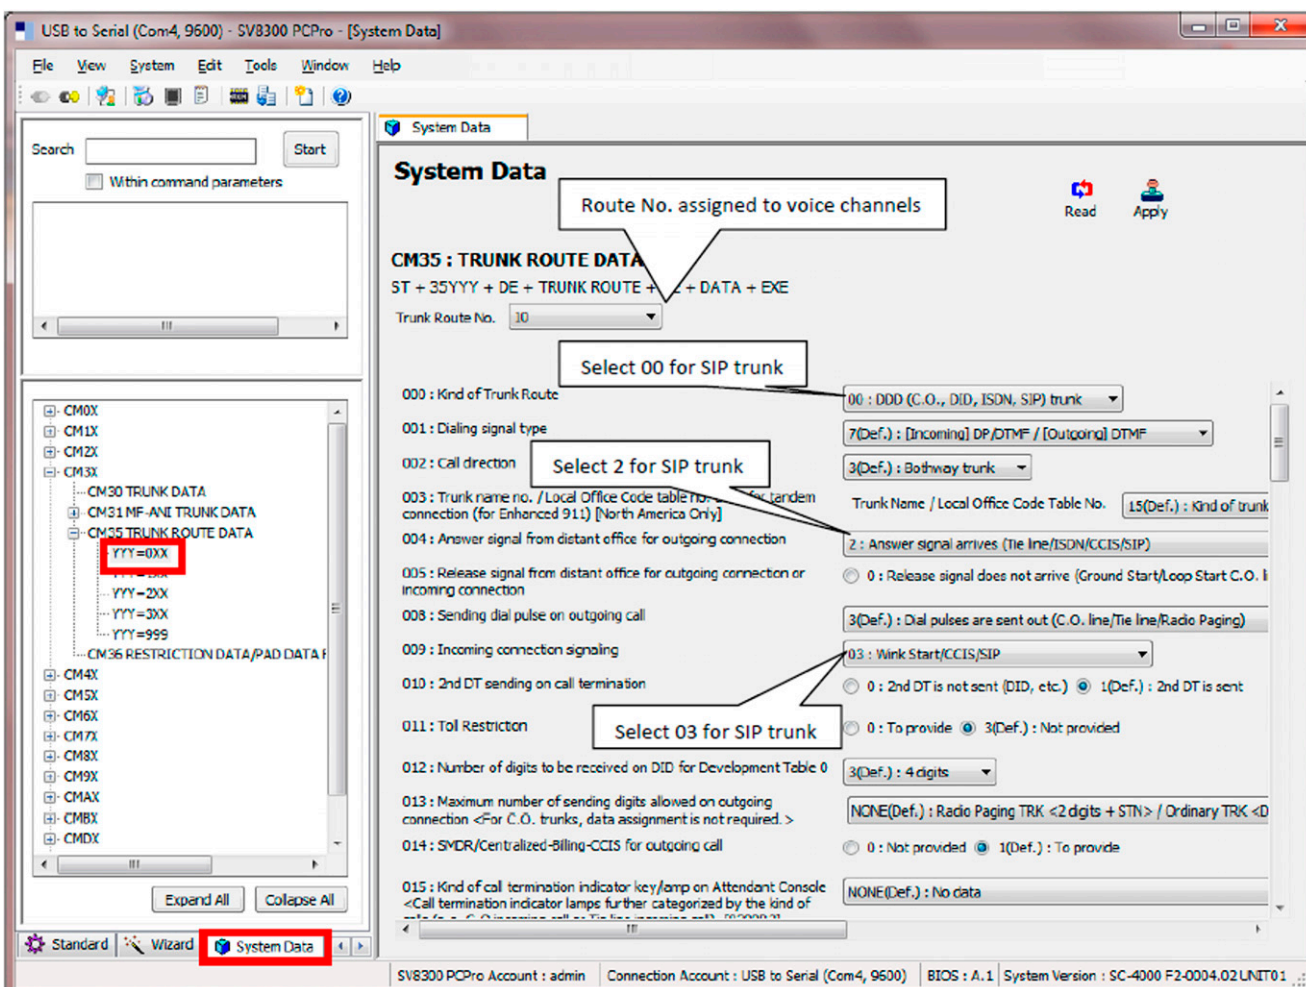 USB to Serial (Com4, 9600) - SV8300 PCPro - [System Data]
File View System Edit Tools Window Help
Search
Start
Within command parameters
CM0X
CM1X
CM2X
CM3X
CM30 TRUNK DATA
CM31 MF-ANI TRUNK DATA
CM35 TRUNK ROUTE DATA
YYY=0XX
YYY=2XX
YYY=3XX
YYY=999
CM36 RESTRICTION DATA/PAD DATA F
CM4X
CM5X
CM6X
CM7X
CM8X
CM9X
CMAX
CMBX
CMDX
Expand All Collapse All
Standard Wizard System Data
System Data
System Data
Route No. assigned to voice channels
Read Apply
CM35 : TRUNK ROUTE DATA
ST + 35YYY + DE + TRUNK ROUTE + + DATA + EXE
Trunk Route No. 10
Select 00 for SIP trunk
000 : Kind of Trunk Route 00 : DDD (C.O., DID, ISDN, SIP) trunk
001 : Dialing signal type 7(Def.) : [Incoming] DP/DTMF / [Outgoing] DTMF
002 : Call direction 3(Def.) : Bothway trunk
Select 2 for SIP trunk
003 : Trunk name no. / Local Office Code table no. for tandem
connection (for Enhanced 911) [North America Only]
Trunk Name / Local Office Code Table No. 15(Def.) : Kind of trunk
004 : Answer signal from distant office for outgoing connection 2 : Answer signal arrives (Tie line/ISDN/CCIS/SIP)
005 : Release signal from distant office for outgoing connection or
incoming connection
0 : Release signal does not arrive (Ground Start/Loop Start C.O. li
008 : Sending dial pulse on outgoing call 3(Def.) : Dial pulses are sent out (C.O. line/Tie line/Radio Paging)
009 : Incoming connection signaling 03 : Wink Start/CCIS/SIP
010 : 2nd DT sending on call termination 0 : 2nd DT is not sent (DID, etc.) 1(Def.) : 2nd DT is sent
Select 03 for SIP trunk
011 : Toll Restriction 0 : To provide 3(Def.) : Not provided
012 : Number of digits to be received on DID for Development Table 0 3(Def.) : 4 digits
013 : Maximum number of sending digits allowed on outgoing
connection <For C.O. trunks, data assignment is not required. >
NONE(Def.) : Radio Paging TRK <2 digits + STN> / Ordinary TRK <D
014 : SMDR/Centralized-Billing-CCIS for outgoing call 0 : Not provided 1(Def.) : To provide
015 : Kind of call termination indicator key/lamp on Attendant Console
<Call termination indicator lamps further categorized by the kind of
NONE(Def.) : No data
SV8300 PCPro Account : admin Connection Account : USB to Serial (Com4, 9600) BIOS : A.1 System Version : SC-4000 F2-0004.02 UNIT01